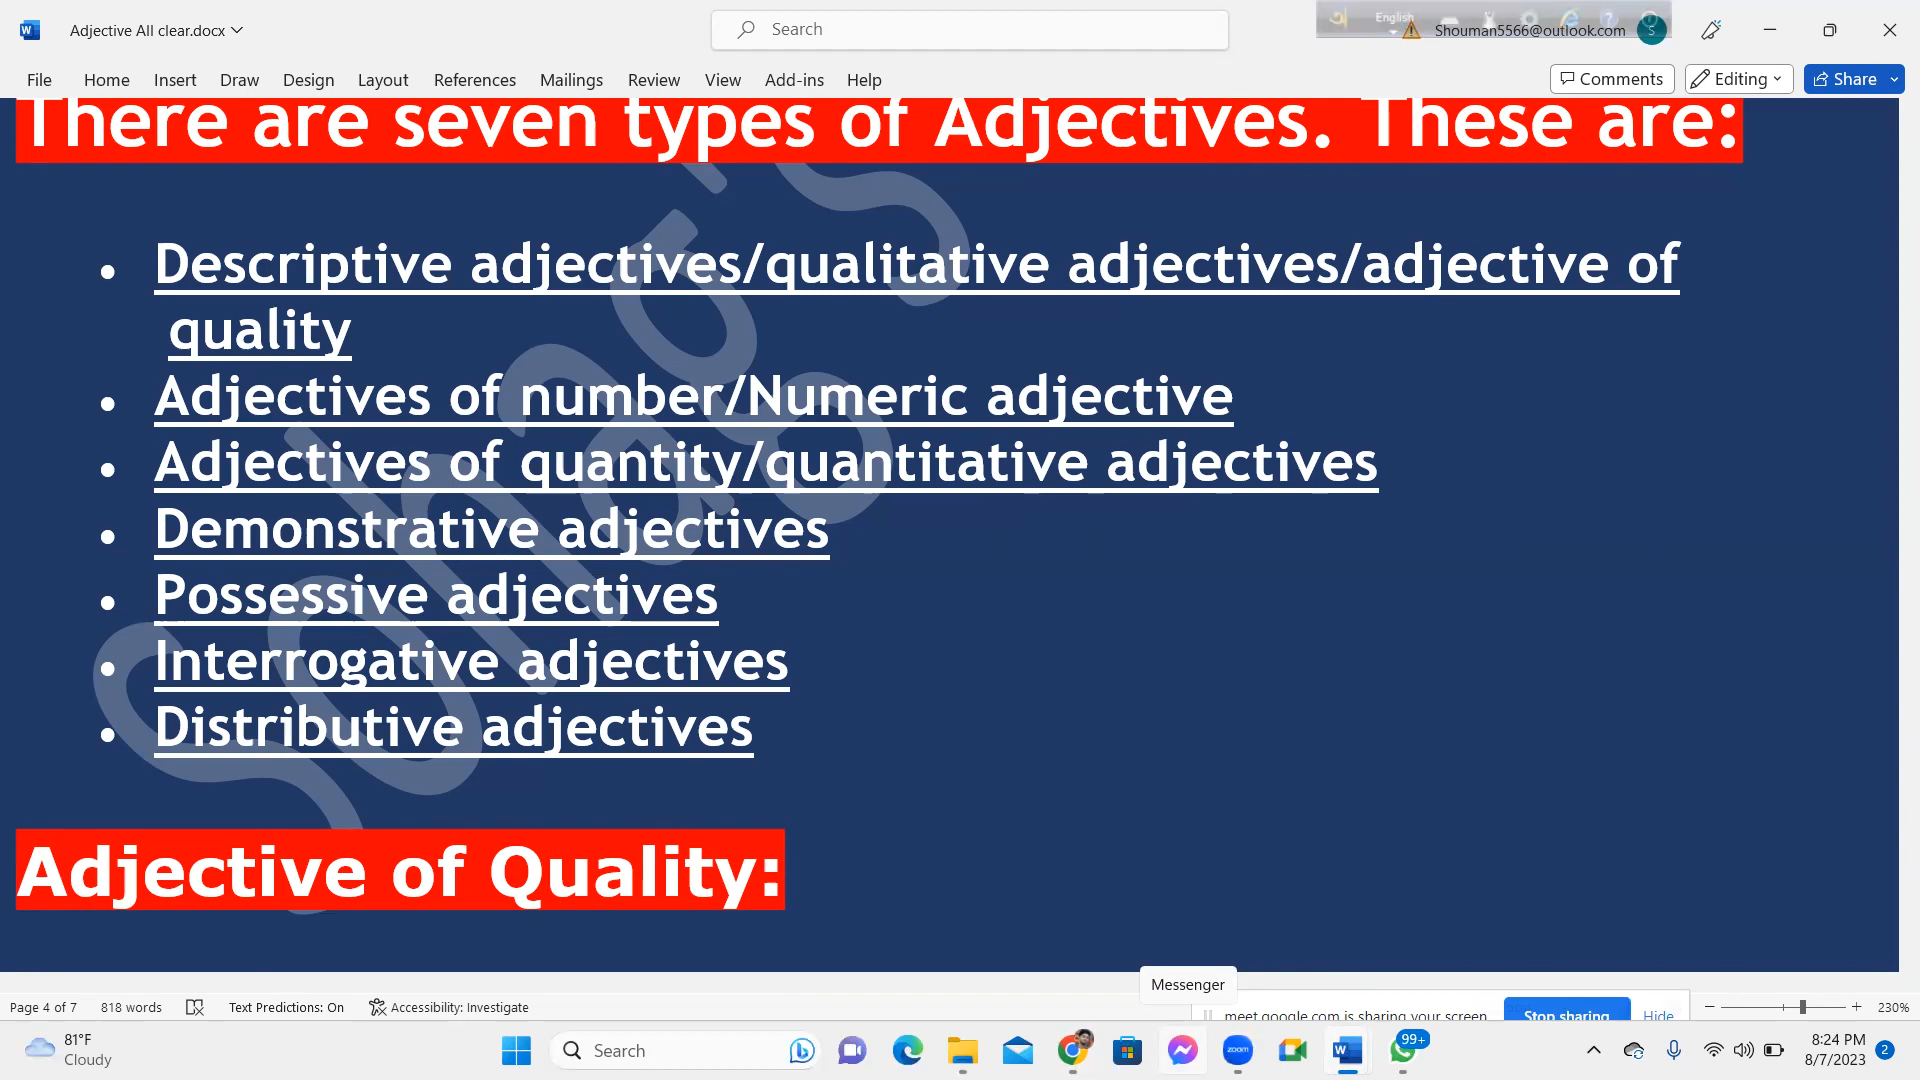 Adjective All clear.docx
Search
English
Shouman5566@outlook.com
S
File Home Insert Draw Design Layout References Mailings Review View Add-ins Help
Comments
Editing
Share
There are seven types of Adjectives. These are:
Sohag's
• Descriptive adjectives/qualitative adjectives/adjective of
quality
• Adjectives of number/Numeric adjective
• Adjectives of quantity/quantitative adjectives
• Demonstrative adjectives
• Possessive adjectives
• Interrogative adjectives
• Distributive adjectives
Adjective of Quality:
Messenger
Page 4 of 7 818 words Text Predictions: On Accessibility: Investigate
meet.google.com is sharing your screen.
Stop sharing
Hide
230%
81°F
Cloudy
Search
zoom
99+
8:24 PM
8/7/2023
2